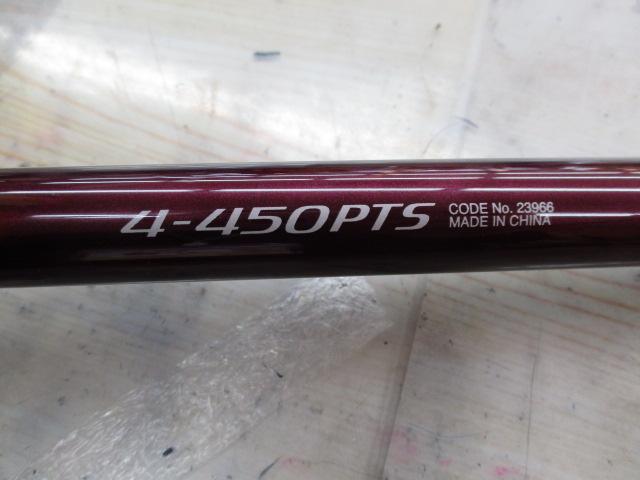 4-450PTS
CODE No. 23966
MADE IN CHINA